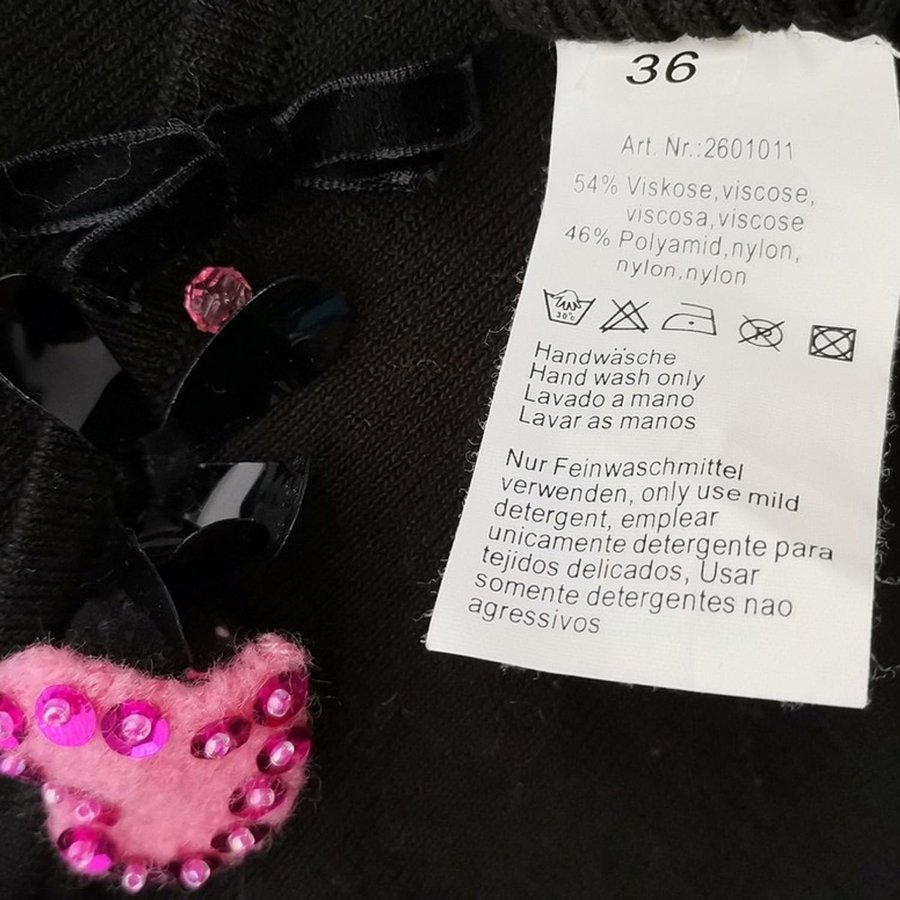 36
Art. Nr.:2601011
54% Viskose,viscose,
viscosa,viscose
46% Polyamid,nylon,
nylon,nylon
30°c
Handwäsche
Hand wash only
Lavado a mano
Lavar as manos
Nur Feinwaschmittel
verwenden, only use mild
detergent, emplear
unicamente detergente para
tejidos delicados, Usar
somente detergentes nao
agressivos